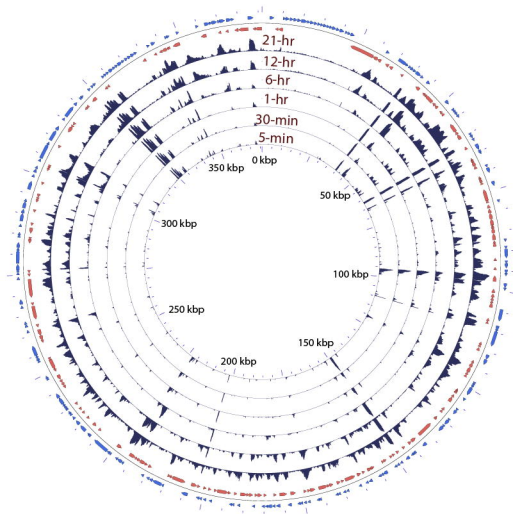 21-hr
12-hr
6-hr
1-hr
30-min
5-min
0 kbp
50 kbp
100 kbp
150 kbp
200 kbp
250 kbp
300 kbp
350 kbp